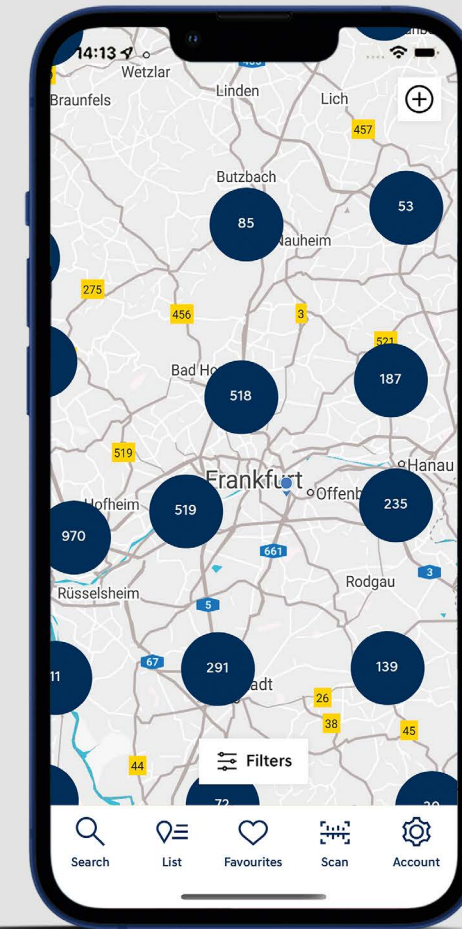 14:13
Wetzlar
Linden
Braunfels
Lich
457
Butzbach
53
85
Nauheim
275
456
3
521
Bad Ho
187
518
519
Frankfurt
Hanau
Offenb
235
Hofheim
519
970
661
3
Rodgau
Rüsselsheim
5
67
291
139
11
adt
26
38
45
44
Filters
72
Search
List
Favourites
Scan
Account